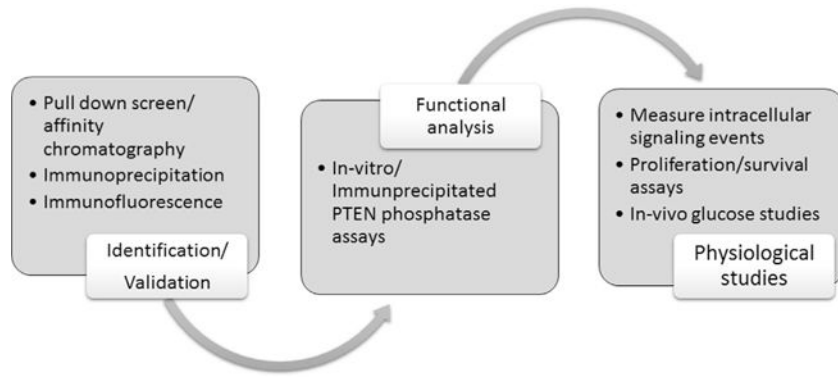 • Pull down screen/
affinity
chromatography
• Immunoprecipitation
• Immunofluorescence
Identification/
Validation
Functional
analysis
• In-vitro/
Immunprecipitated
PTEN phosphatase
assays
• Measure intracellular
signaling events
• Proliferation/survival
assays
• In-vivo glucose studies
Physiological
studies